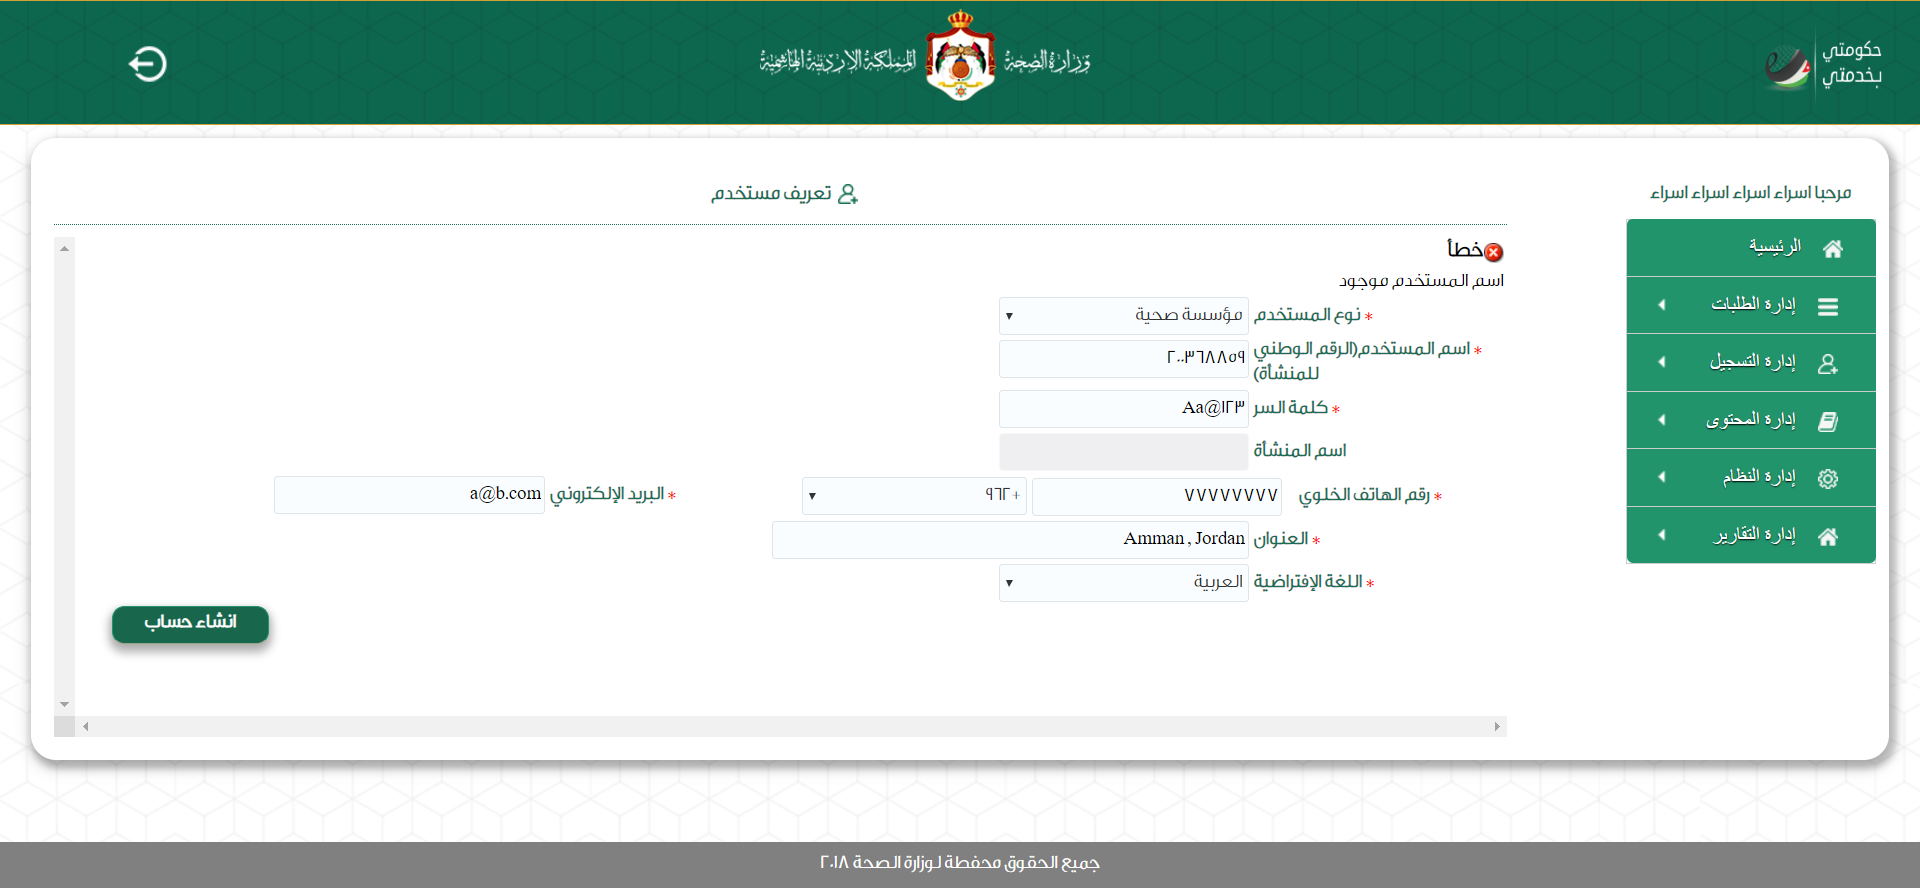 حكومتي
بخدمتي
وزارة الصحة
المملكة الاردنية الهاشمية
مرحبا اسراء اسراء اسراء اسراء
الرئيسية
إدارة الطلبات
إدارة التسجيل
إدارة المحتوى
إدارة النظام
إدارة التقارير
تعريف مستخدم
خطأ
اسم المستخدم موجود
* نوع المستخدم مؤسسة صحية
* اسم المستخدم(الرقم الوطني للمنشأة) ٢٠٠٣٦٨٨٥٩
* كلمة السر Aa@١٢٣
اسم المنشأة
* رقم الهاتف الخلوي ٧٧٧٧٧٧٧٧ +٩٦٢ * البريد الإلكتروني a@b.com
* العنوان Amman , Jordan
* اللغة الإفتراضية العربية
انشاء حساب
جميع الحقوق محفطة لوزارة الصحة ٢٠١٨